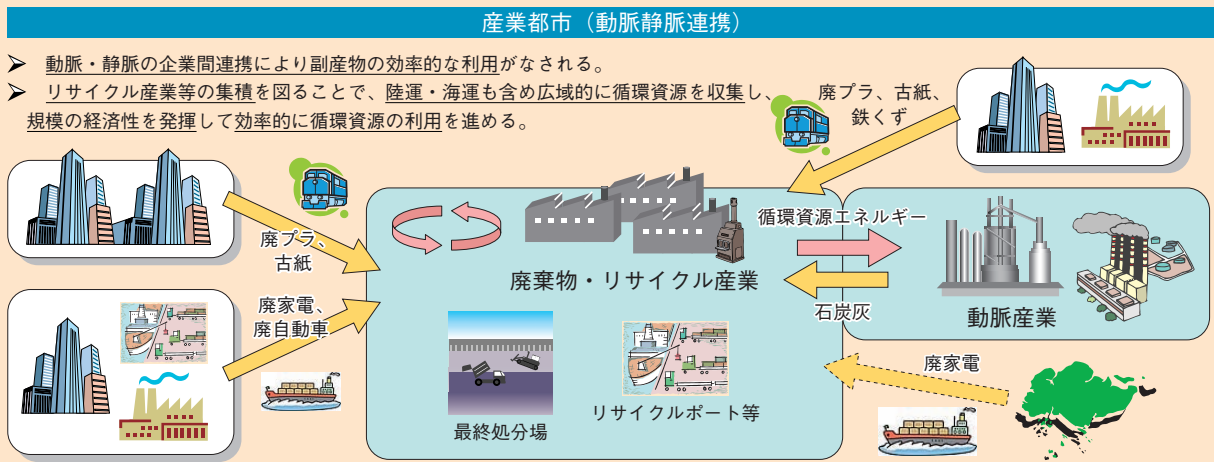 産業都市（動脈静脈連携）
➢ 動脈・静脈の企業間連携により副産物の効率的な利用がなされる。
➢ リサイクル産業等の集積を図ることで、陸運・海運も含め広域的に循環資源を収集し、
規模の経済性を発揮して効率的に循環資源の利用を進める。
廃プラ、古紙、
鉄くず
廃プラ、
古紙
循環資源エネルギー
廃棄物・リサイクル産業
廃家電、
廃自動車
石炭灰
動脈産業
廃家電
リサイクルポート等
最終処分場